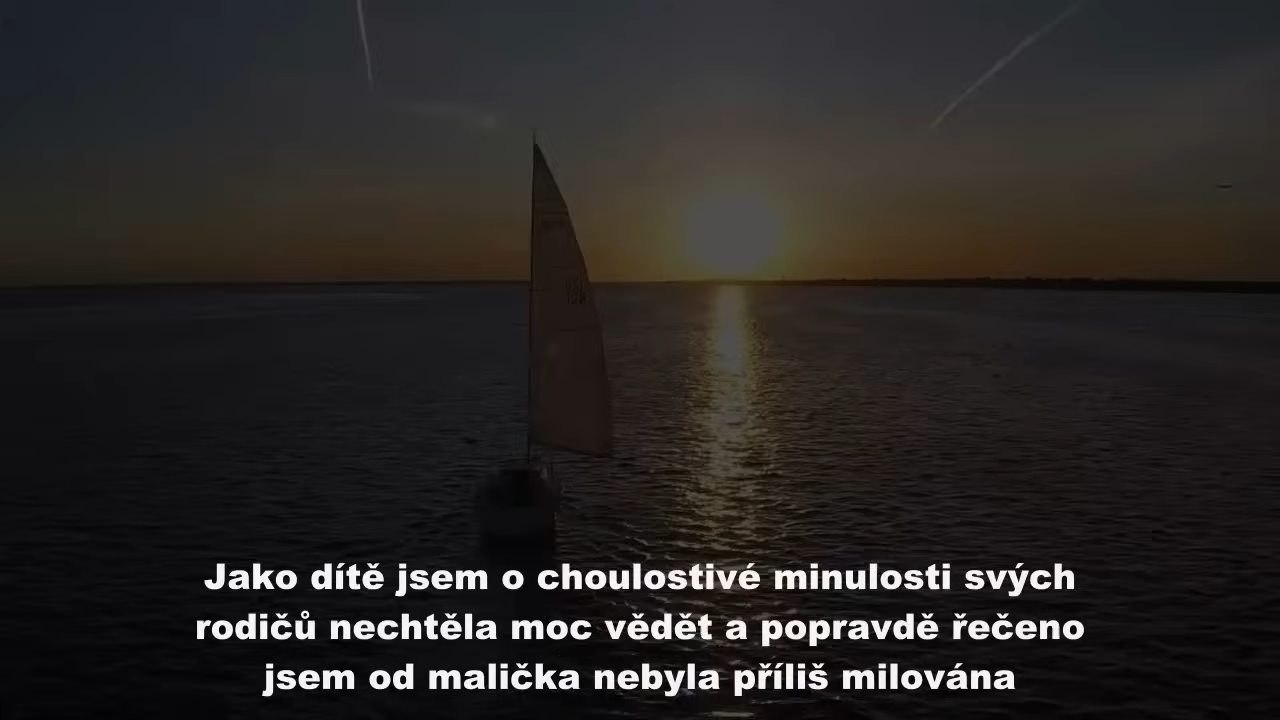 Jako dítě jsem o choulostivé minulosti svých
rodičů nechtěla moc vědět a popravdě řečeno
jsem od malička nebyla příliš milována